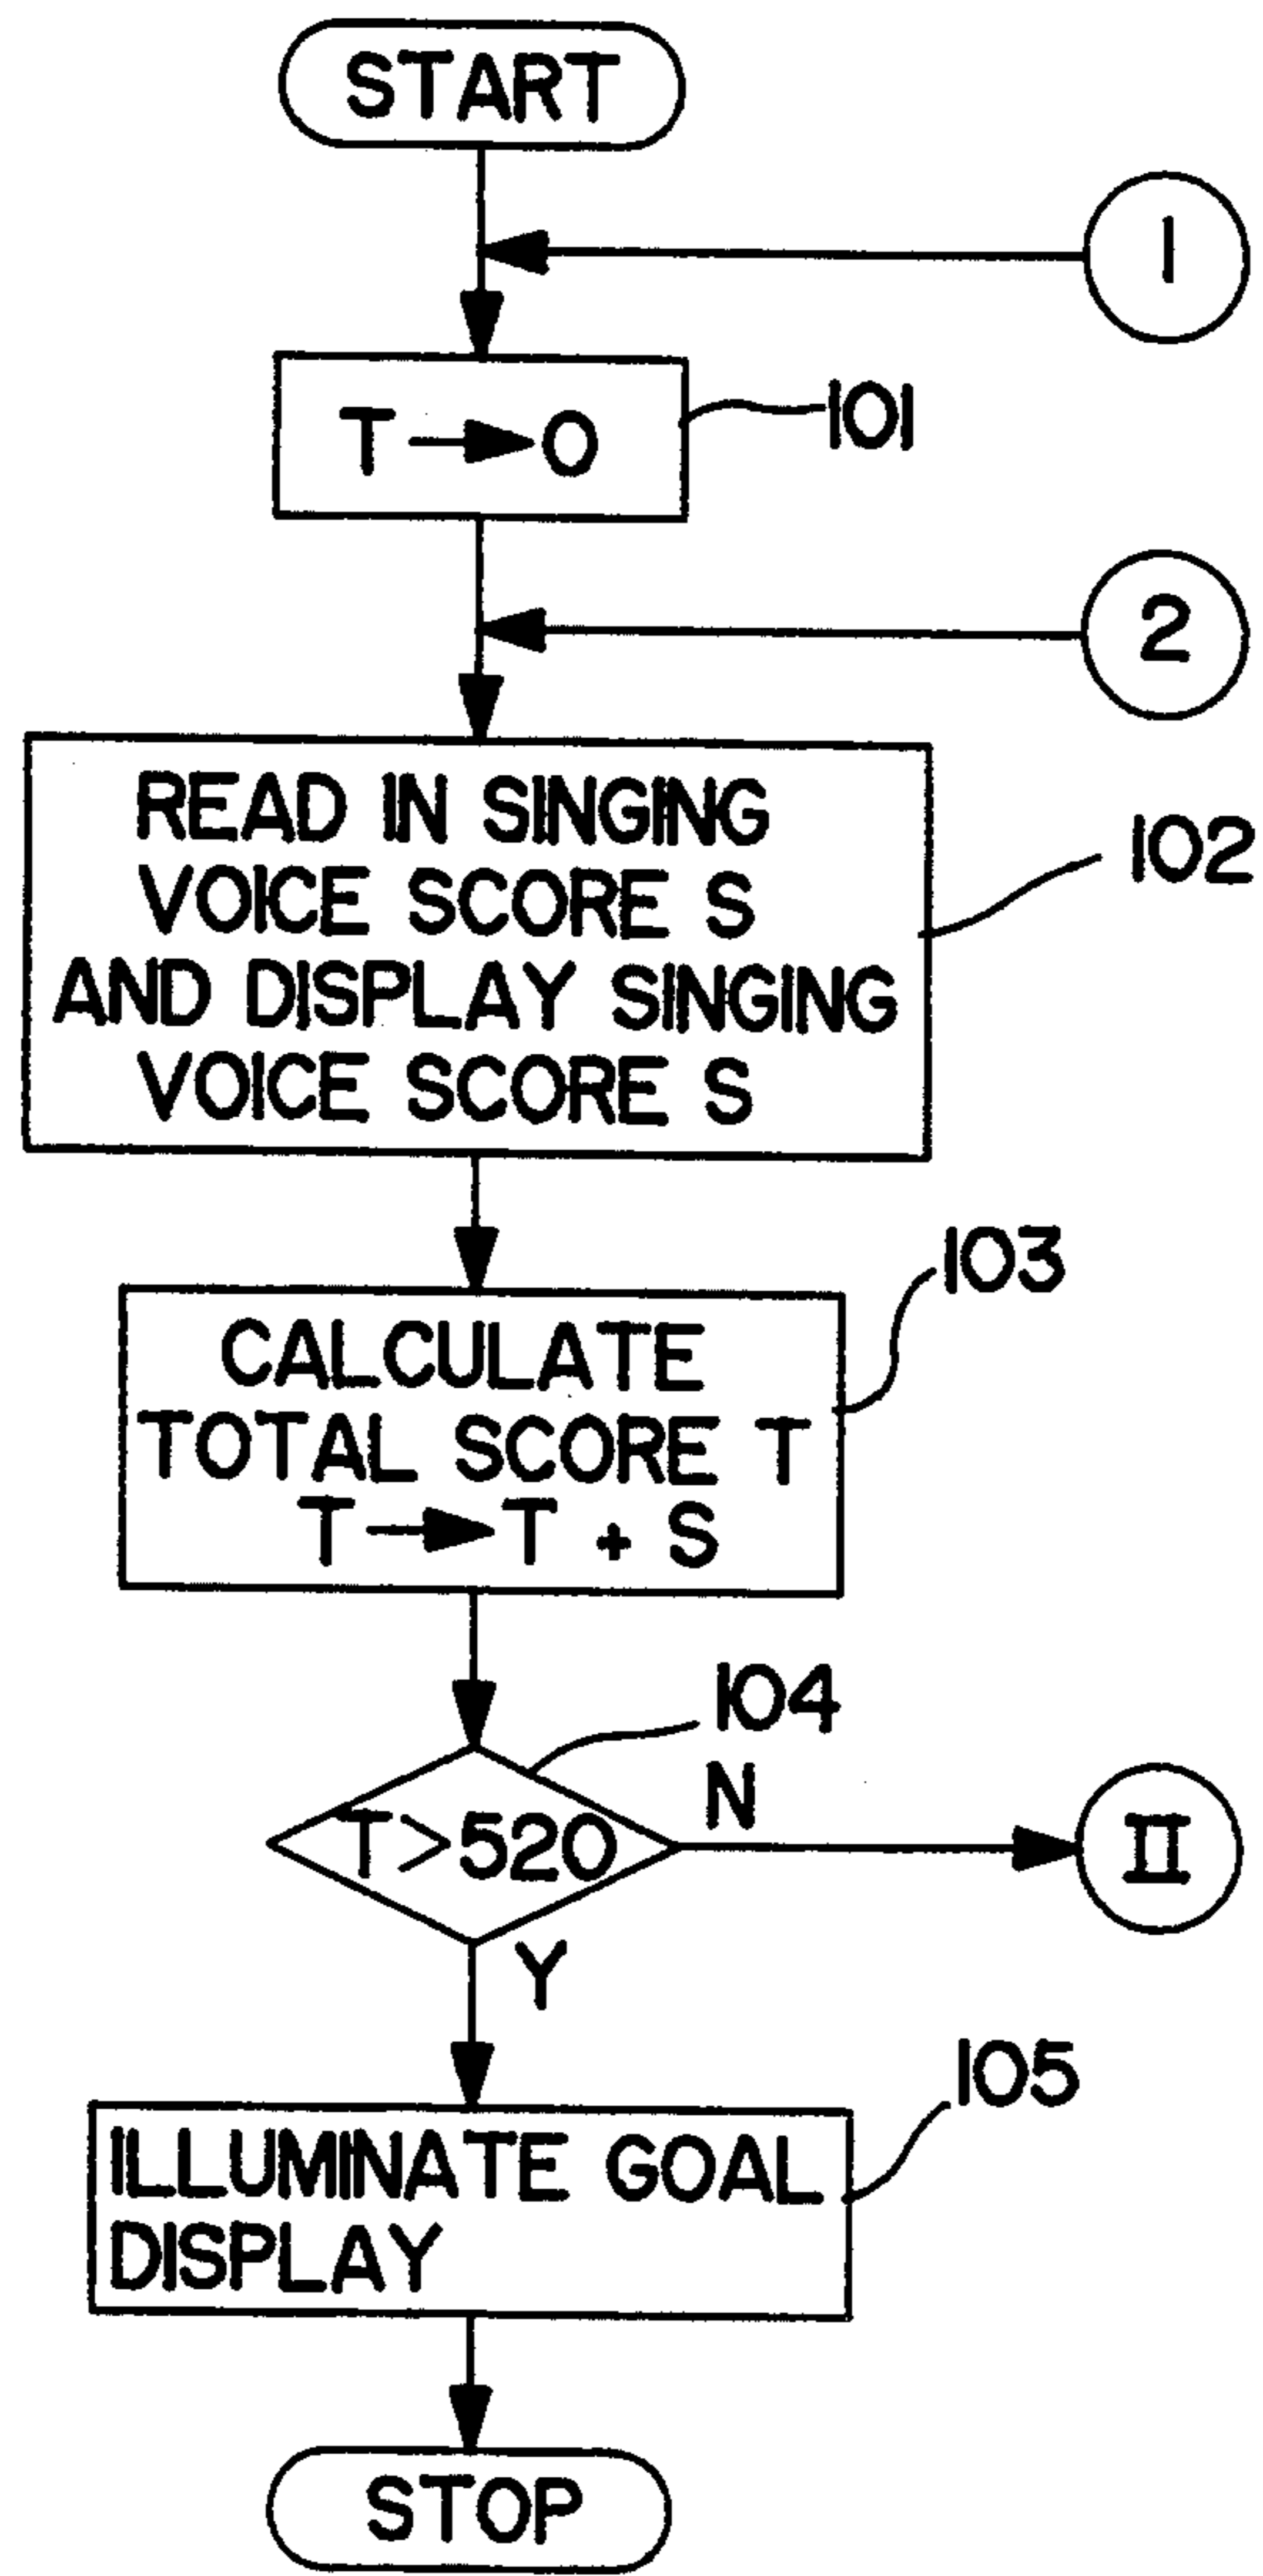 START
1
T → 0
101
2
READ IN SINGING
VOICE SCORE S
AND DISPLAY SINGING
VOICE SCORE S
102
103
CALCULATE
TOTAL SCORE T
T → T + S
104
T>520
N
II
Y
105
ILLUMINATE GOAL
DISPLAY
STOP